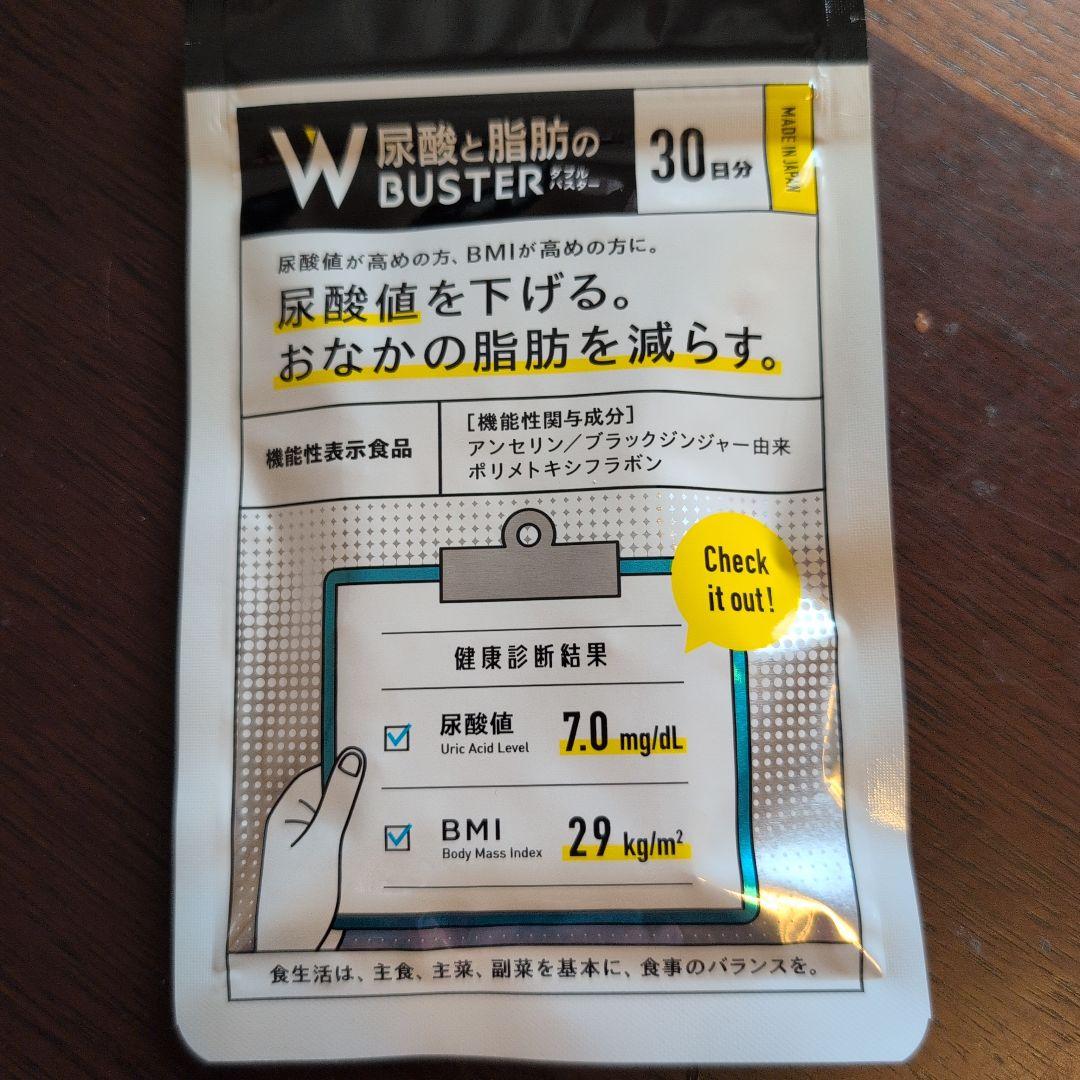 W 尿酸と脂肪の
BUSTER ダブルバスター
30日分
MADE IN JAPAN
尿酸値が高めの方、BMIが高めの方に。
尿酸値を下げる。
おなかの脂肪を減らす。
機能性表示食品
[機能性関与成分]
アンセリン／ブラックジンジャー由来
ポリメトキシフラボン
Check
it out!
健康診断結果
尿酸値 7.0 mg/dL
Uric Acid Level
BMI 29 kg/m²
Body Mass Index
食生活は、主食、主菜、副菜を基本に、食事のバランスを。